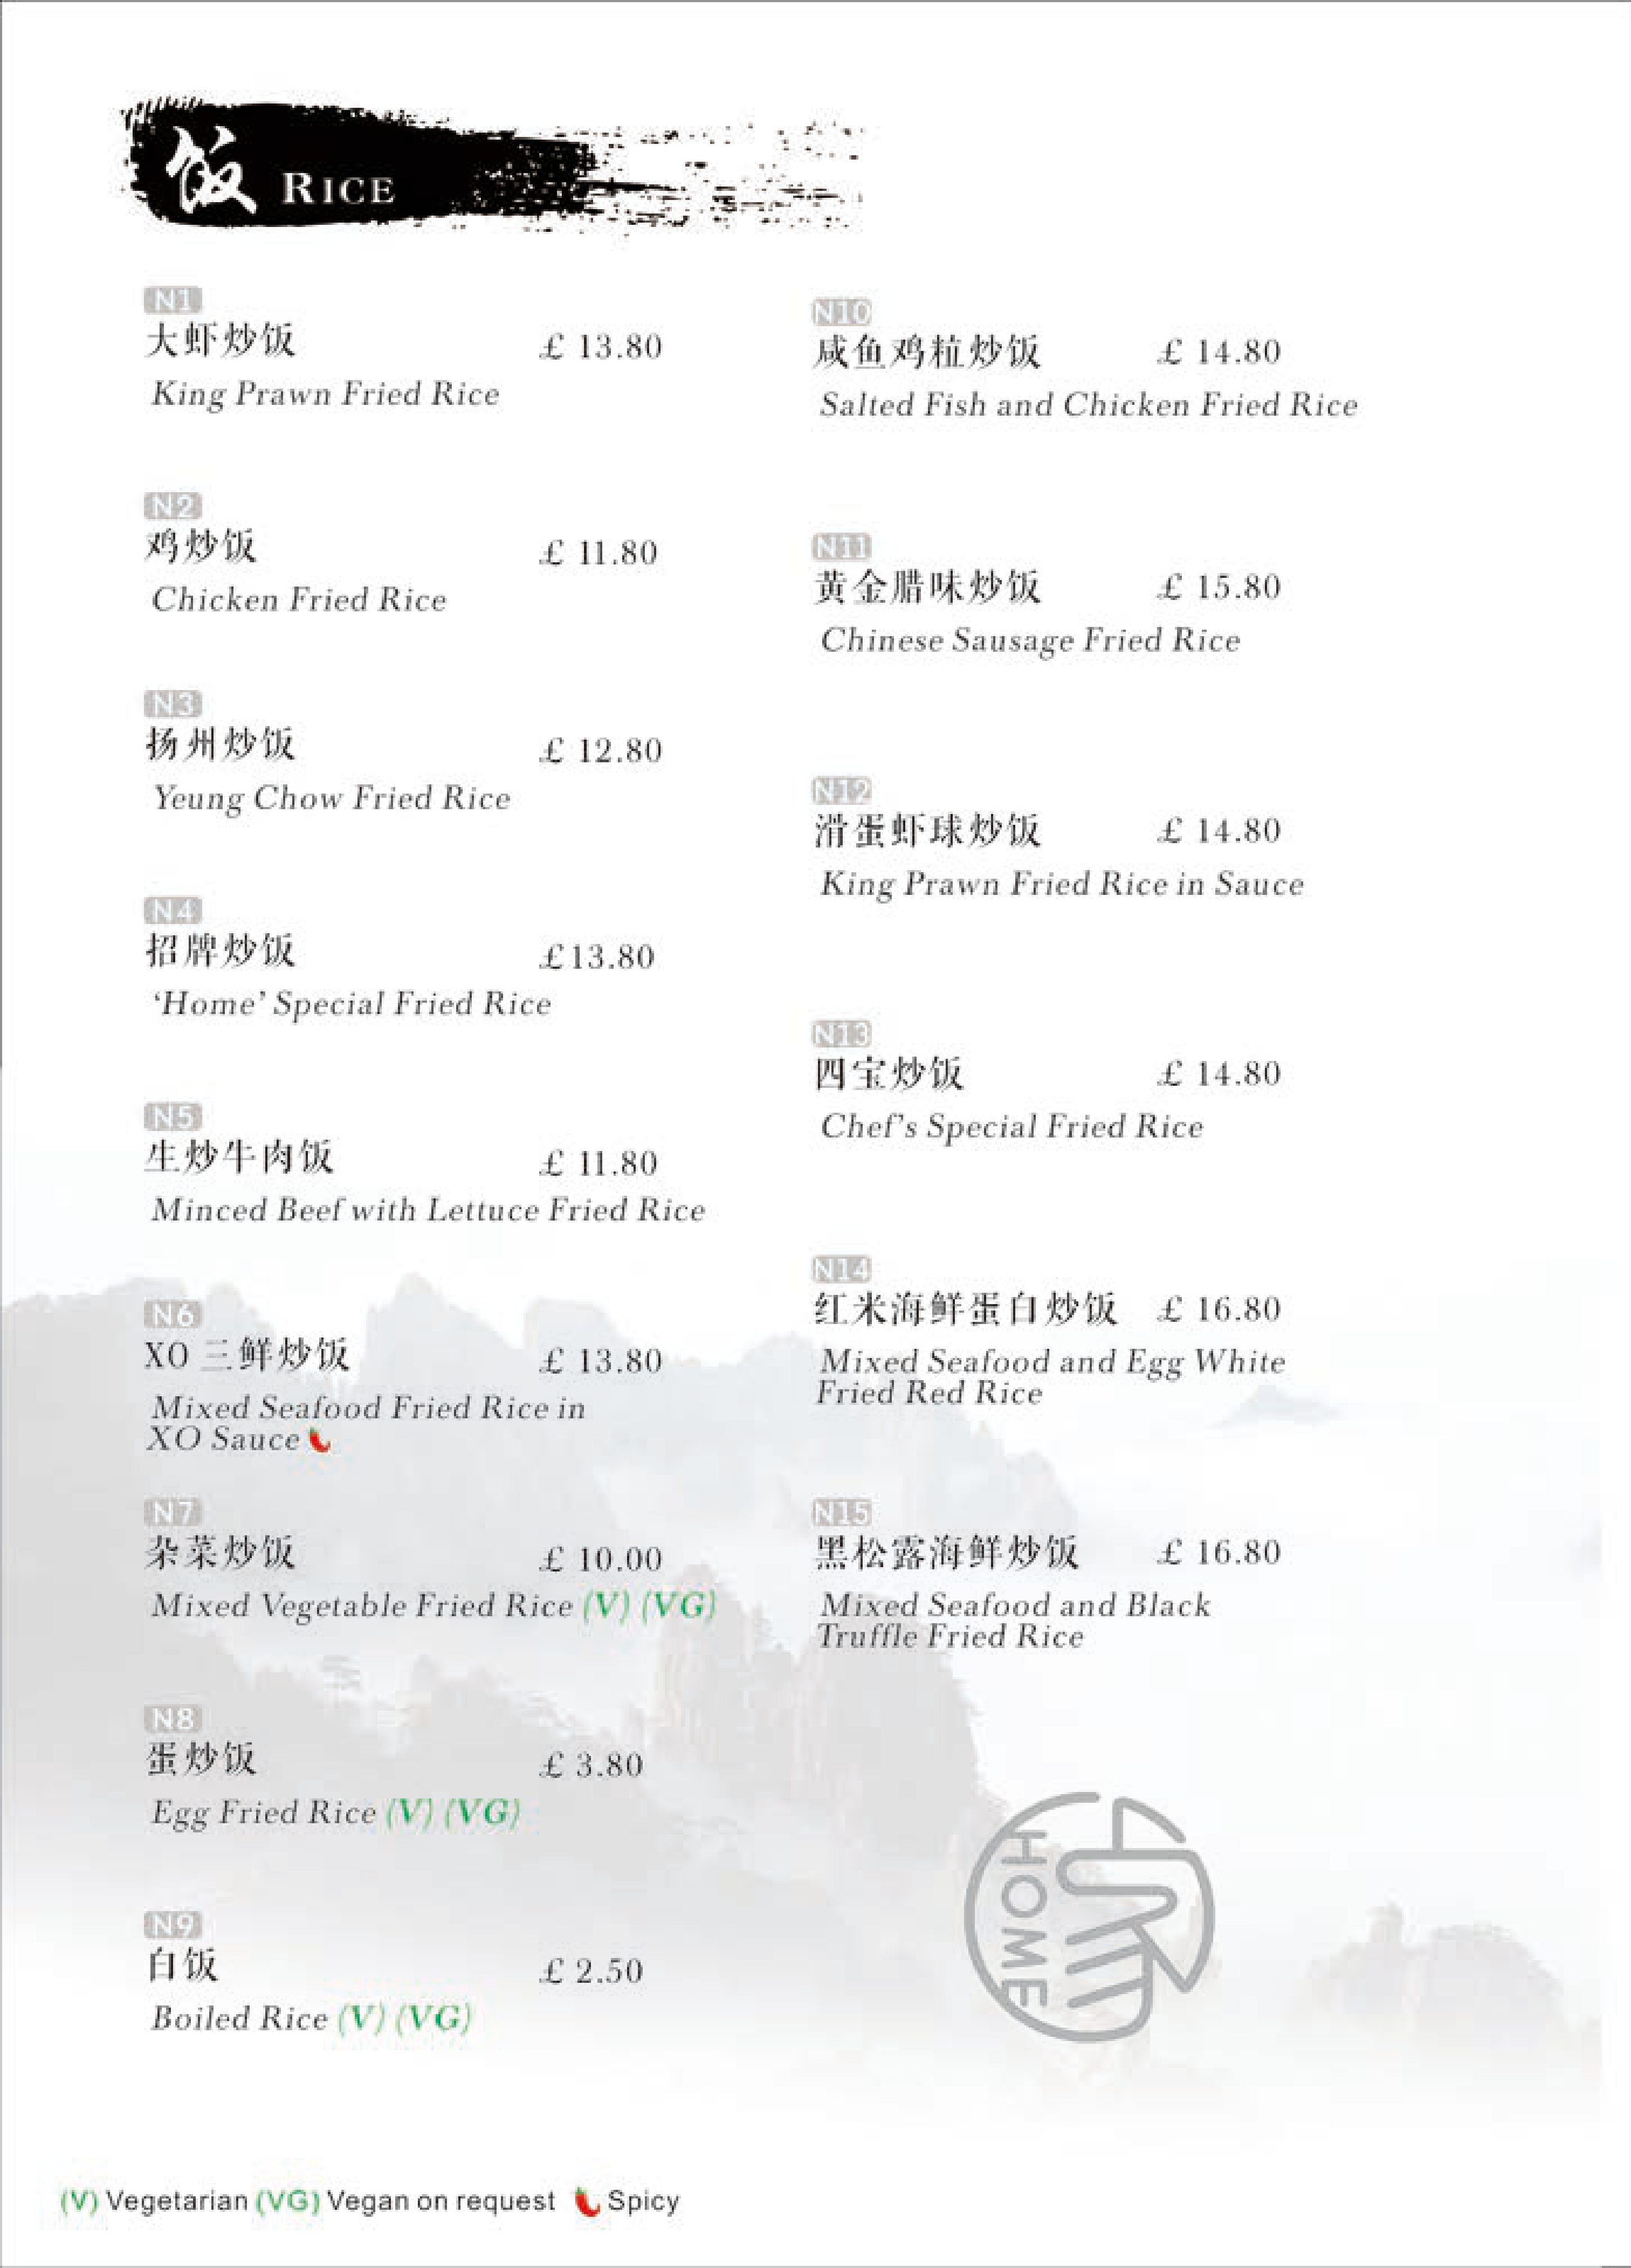 饭 RICE
N1
大虾炒饭 £ 13.80
King Prawn Fried Rice
N2
鸡炒饭 £ 11.80
Chicken Fried Rice
N3
扬州炒饭 £ 12.80
Yeung Chow Fried Rice
N4
招牌炒饭 £13.80
‘Home’ Special Fried Rice
N5
生炒牛肉饭 £ 11.80
Minced Beef with Lettuce Fried Rice
N6
XO 三鲜炒饭 £ 13.80
Mixed Seafood Fried Rice in
XO Sauce
N7
杂菜炒饭 £ 10.00
Mixed Vegetable Fried Rice (V) (VG)
N8
蛋炒饭 £ 3.80
Egg Fried Rice (V) (VG)
N9
白饭 £ 2.50
Boiled Rice (V) (VG)
N10
咸鱼鸡粒炒饭 £ 14.80
Salted Fish and Chicken Fried Rice
N11
黄金腊味炒饭 £ 15.80
Chinese Sausage Fried Rice
N12
滑蛋虾球炒饭 £ 14.80
King Prawn Fried Rice in Sauce
N13
四宝炒饭 £ 14.80
Chef’s Special Fried Rice
N14
红米海鲜蛋白炒饭 £ 16.80
Mixed Seafood and Egg White
Fried Red Rice
N15
黑松露海鲜炒饭 £ 16.80
Mixed Seafood and Black
Truffle Fried Rice
HOME
(V) Vegetarian (VG) Vegan on request Spicy